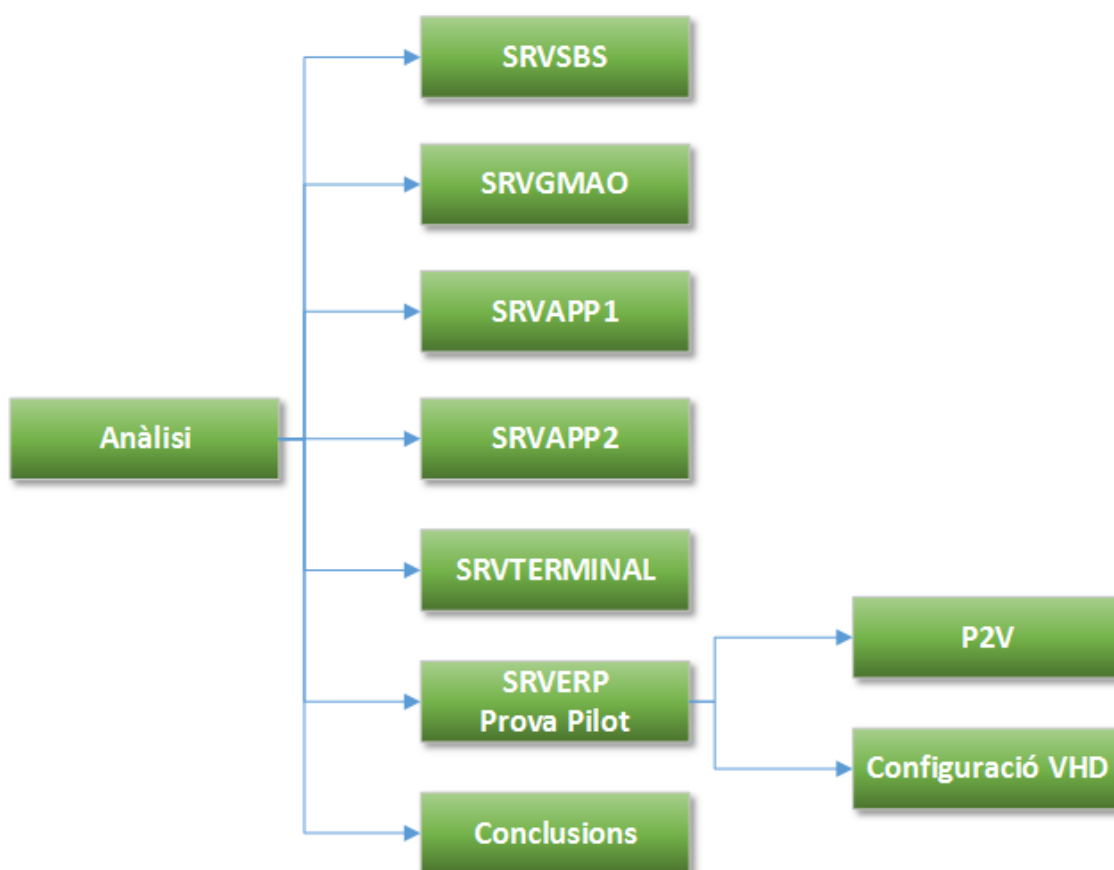 SRVSBS
SRVGMAO
SRVAPP1
Anàlisi
SRVAPP2
SRVTERMINAL
SRVERP
Prova Pilot
P2V
Configuració VHD
Conclusions